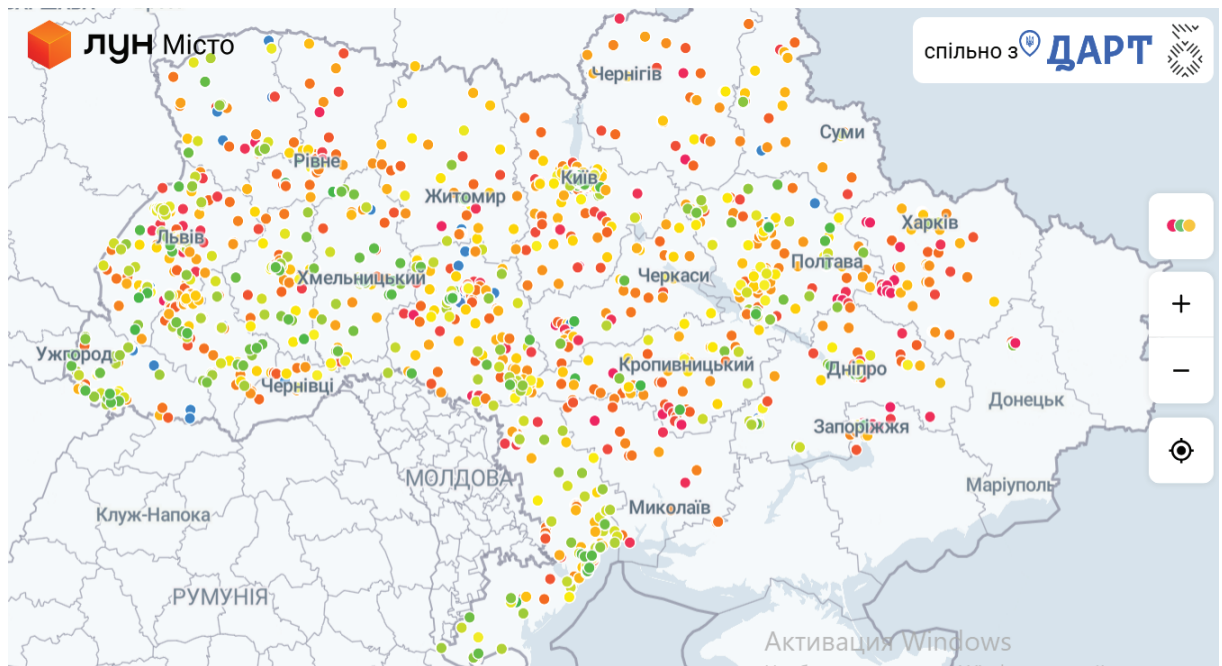 лун Місто
спільно з ДАРТ
Чернігів
Суми
Рівне
Київ
Житомир
Львів
Харків
Полтава
Хмельницький
Черкаси
Ужгород
Кропивницький
Дніпро
Чернівці
Донецьк
Запоріжжя
МОЛДОВА
Маріуполь
Клуж-Напока
Миколаїв
РУМУНІЯ
Активация Windows